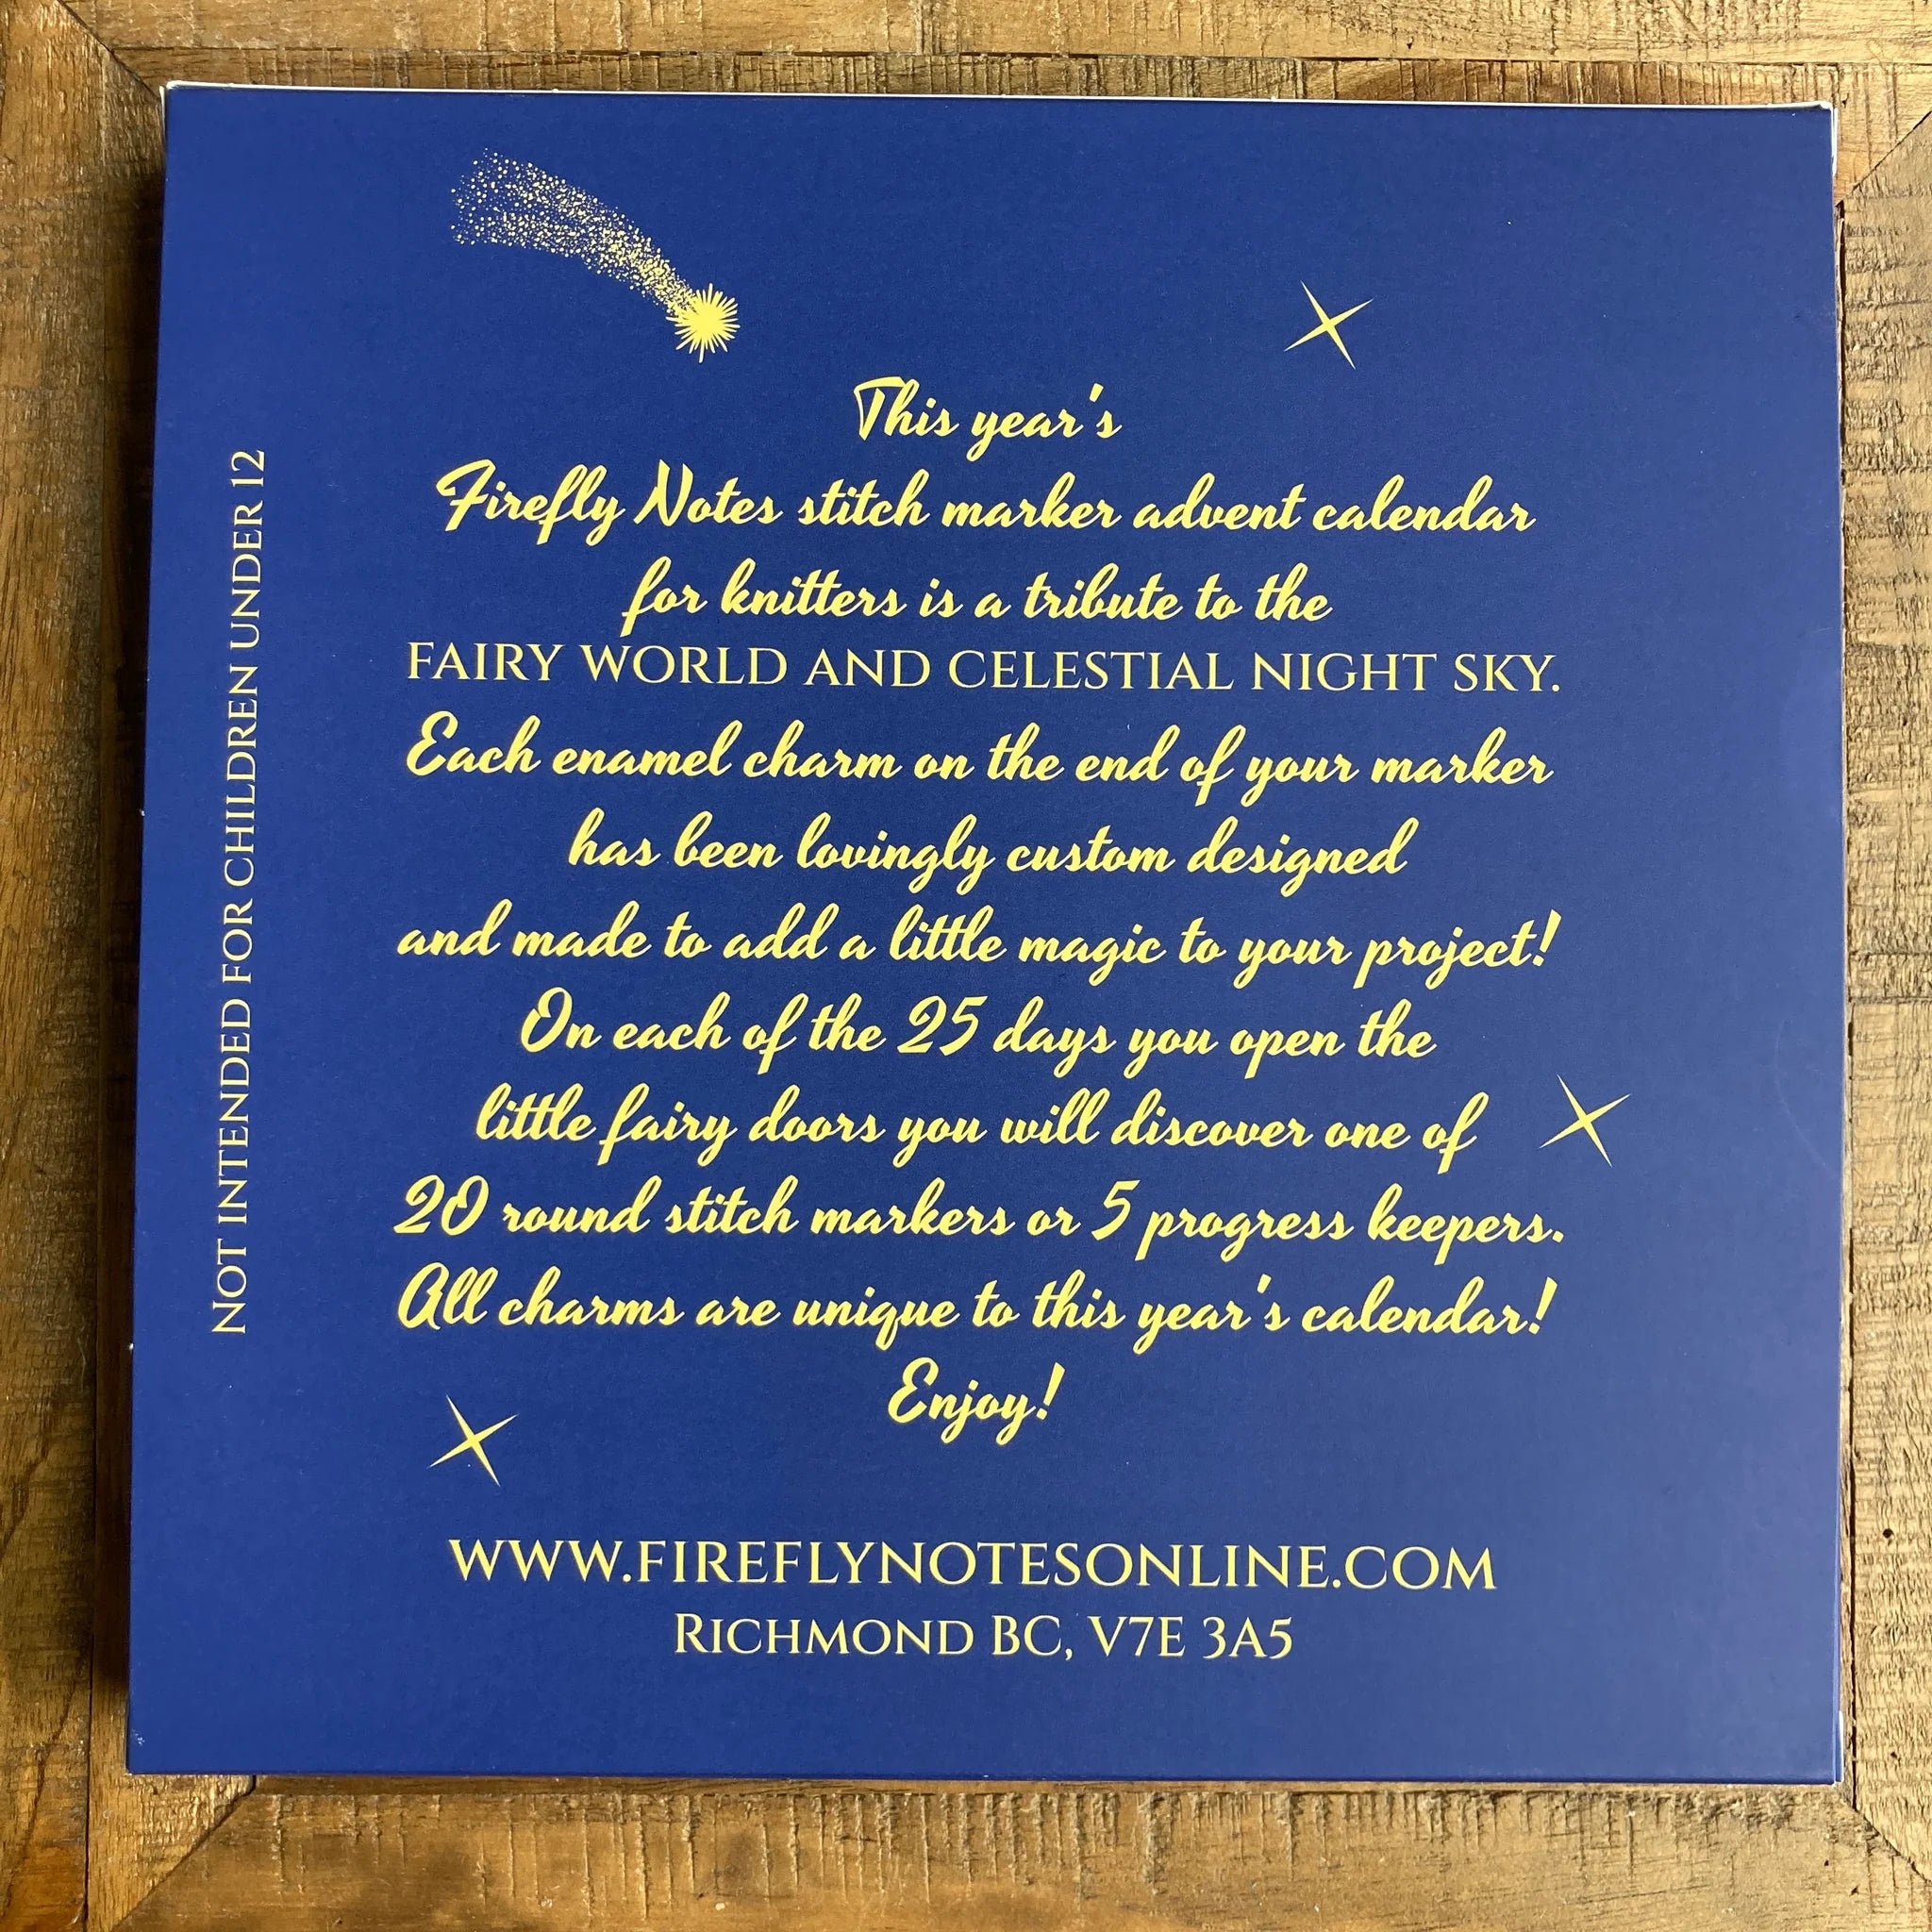 This year's
Firefly Notes stitch marker advent calendar
for knitters is a tribute to the
FAIRY WORLD AND CELESTIAL NIGHT SKY.
Each enamel charm on the end of your marker
has been lovingly custom designed
and made to add a little magic to your project!
On each of the 25 days you open the
little fairy doors you will discover one of
20 round stitch markers or 5 progress keepers.
All charms are unique to this year's calendar!
Enjoy!
WWW.FIREFLYNOTESONLINE.COM
RICHMOND BC, V7E 3A5
NOT INTENDED FOR CHILDREN UNDER 12